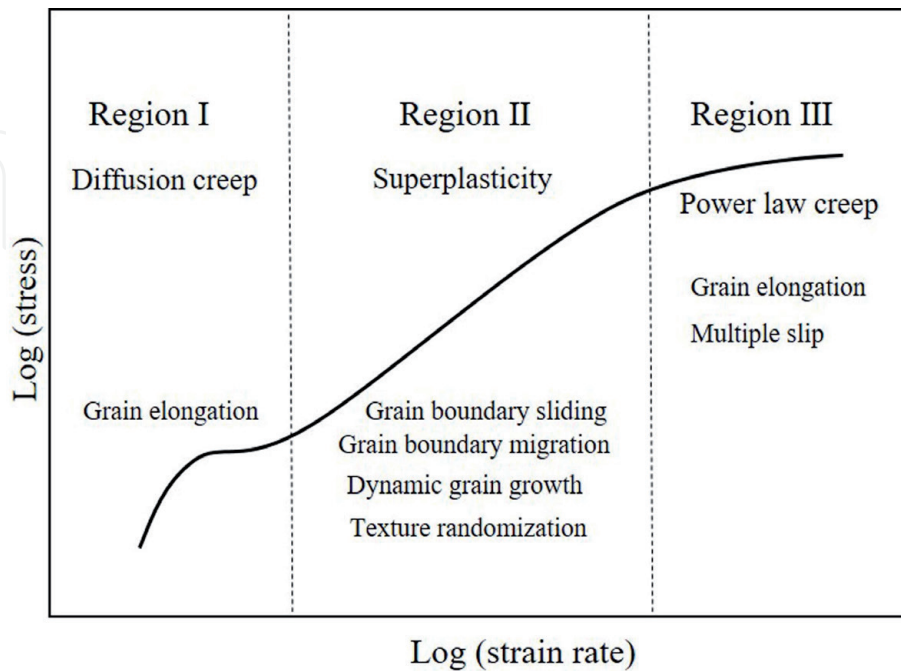 Region I
Region II
Region III
Diffusion creep
Superplasticity
Power law creep
Grain elongation
Multiple slip
Grain elongation
Grain boundary sliding
Grain boundary migration
Dynamic grain growth
Texture randomization
Log (stress)
Log (strain rate)